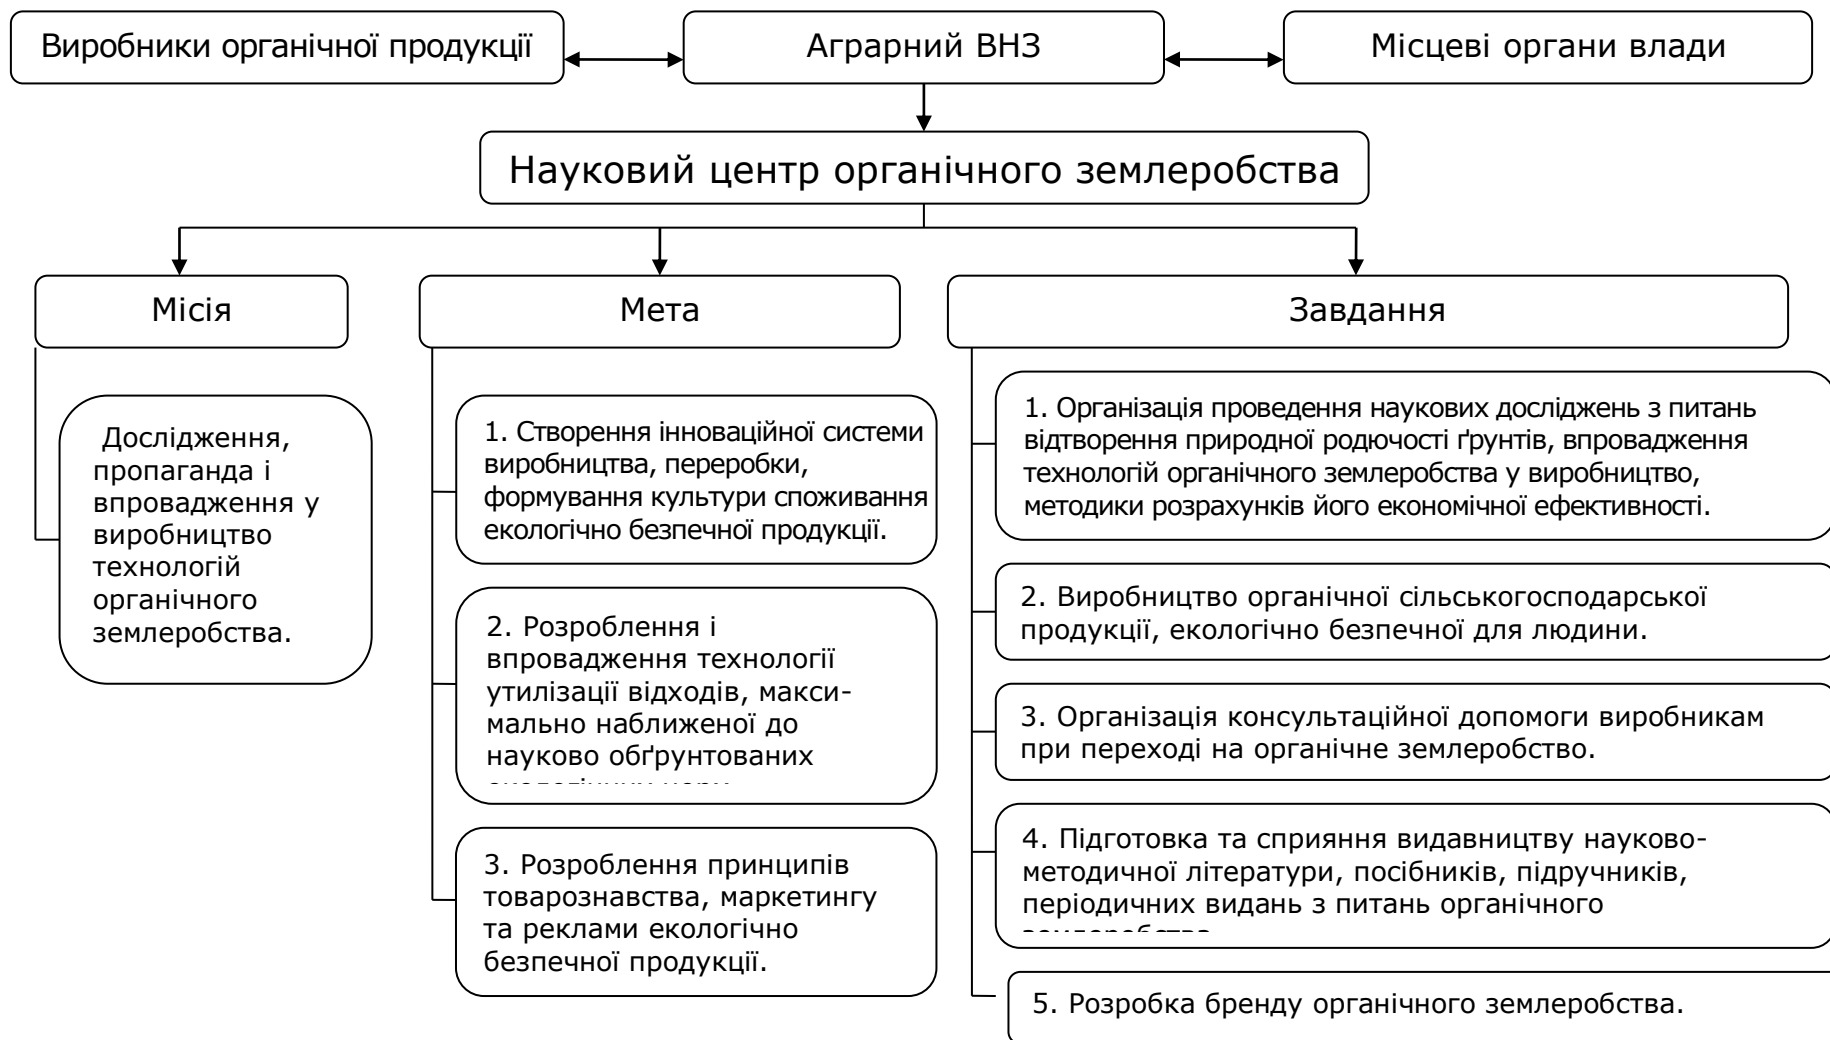 Виробники органічної продукції
Аграрний ВНЗ
Місцеві органи влади
Науковий центр органічного землеробства
Місія
Мета
Завдання
Дослідження,
пропаганда і
впровадження у
виробництво
технологій
органічного
землеробства.
1. Створення інноваційної системи
виробництва, переробки,
формування культури споживання
екологічно безпечної продукції.
2. Розроблення і
впровадження технології
утилізації відходів, макси-
мально наближеної до
науково обґрунтованих
3. Розроблення принципів
товарознавства, маркетингу
та реклами екологічно
безпечної продукції.
1. Організація проведення наукових досліджень з питань
відтворення природної родючості ґрунтів, впровадження
технологій органічного землеробства у виробництво,
методики розрахунків його економічної ефективності.
2. Виробництво органічної сільськогосподарської
продукції, екологічно безпечної для людини.
3. Організація консультаційної допомоги виробникам
при переході на органічне землеробство.
4. Підготовка та сприяння видавництву науково-
методичної літератури, посібників, підручників,
періодичних видань з питань органічного
5. Розробка бренду органічного землеробства.